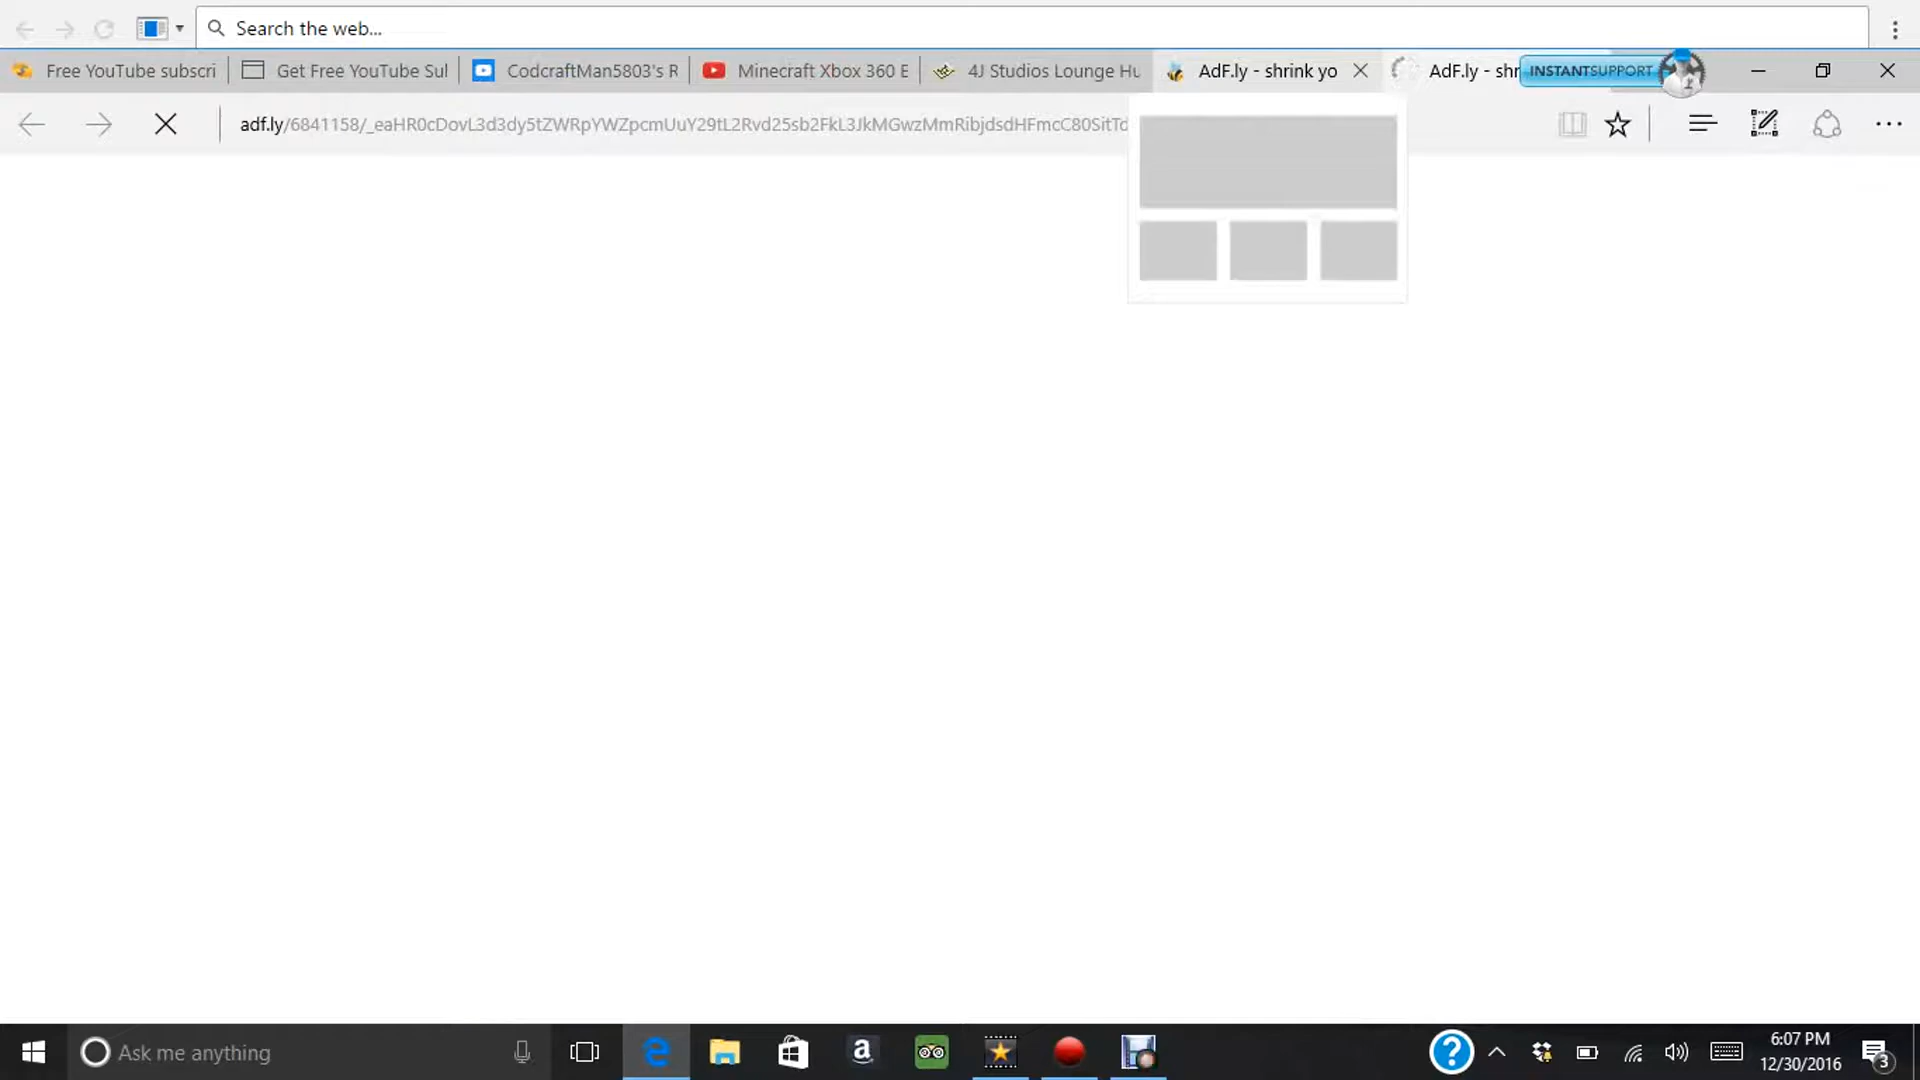 Search the web...
Free YouTube subscri
Get Free YouTube Sul
CodcraftMan5803's R
Minecraft Xbox 360 E
4J Studios Lounge Hu
AdF.ly - shrink yo
AdF.ly - shr
INSTANTSUPPORT
adf.ly/6841158/_eaHR0cDovL3d3dy5tZWRpYWZpcmUuY29tL2Rvd25sb2FkL3JkMGwzMmRibjdsdHFmcC80SitTd
Ask me anything
a
?
6:07 PM
12/30/2016
3